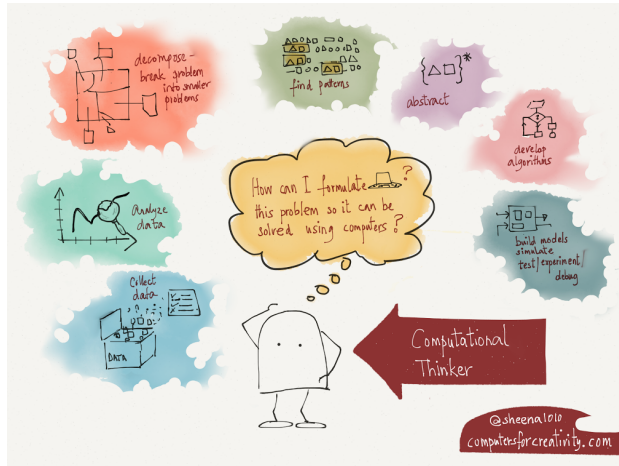 decompose -
break problem
into smaller
problems
find patterns
{ }*
abstract
develop
algorithms
How can I formulate ?
this problem so it can be
solved using computers ?
analyze
data
build models
simulate
test/experiment/
debug
Collect
data
DATA
Computational
Thinker
@sheena1010
computersforcreativity.com